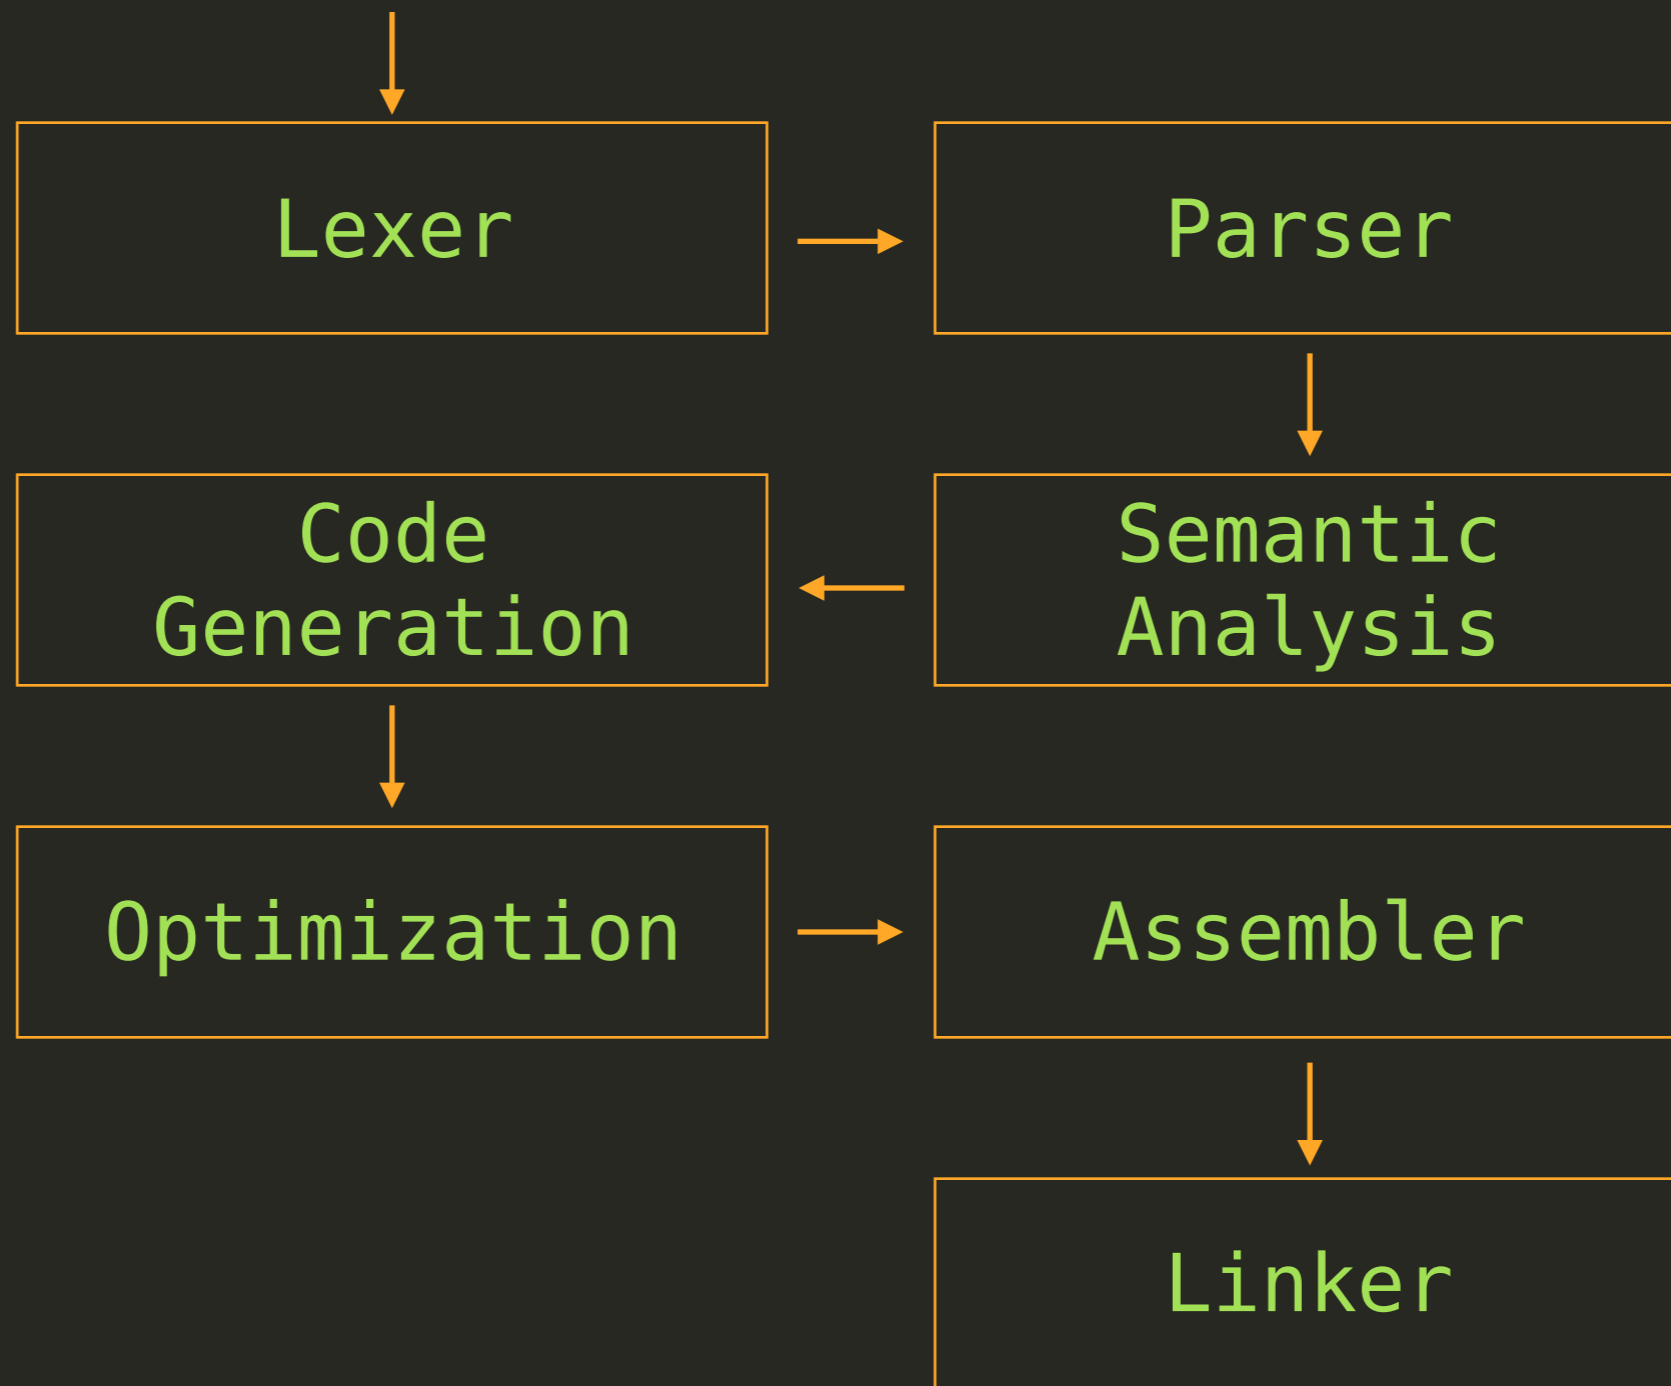 Lexer
Parser
Semantic
Analysis
Code
Generation
Optimization
Assembler
Linker